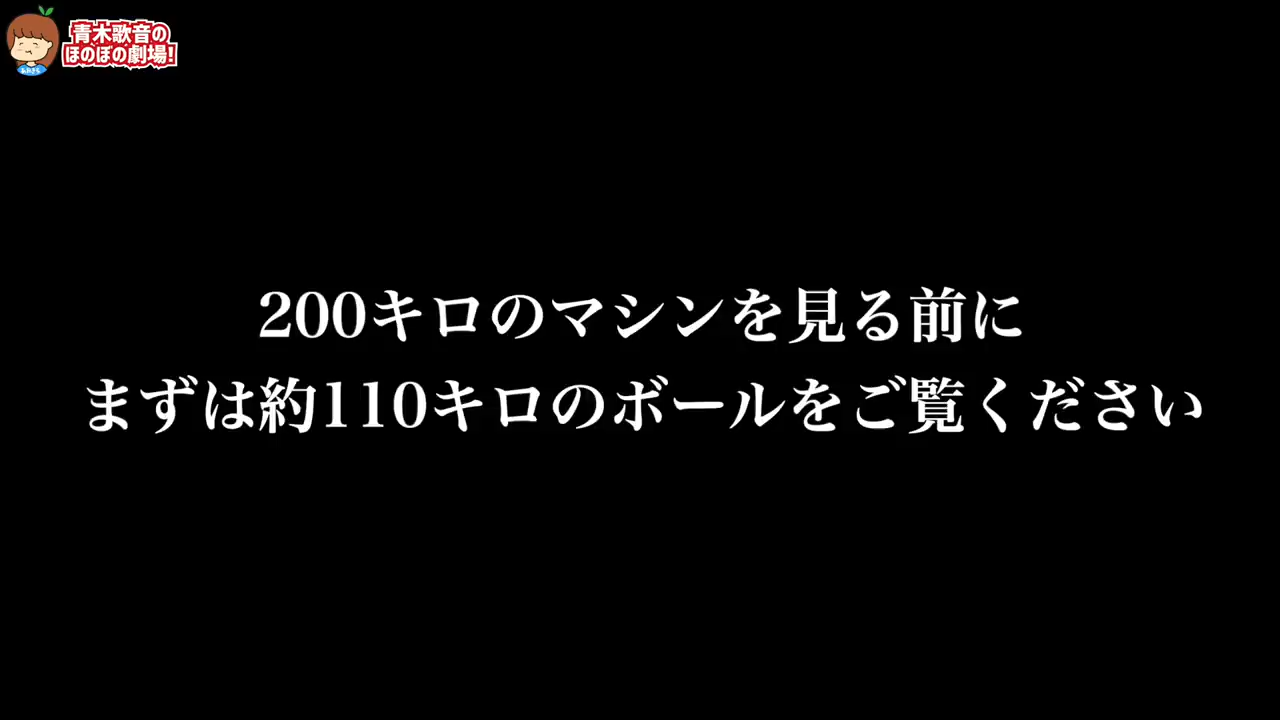 青木歌音の
ほのぼの劇場!
200キロのマシンを見る前に
まずは約110キロのボールをご覧ください